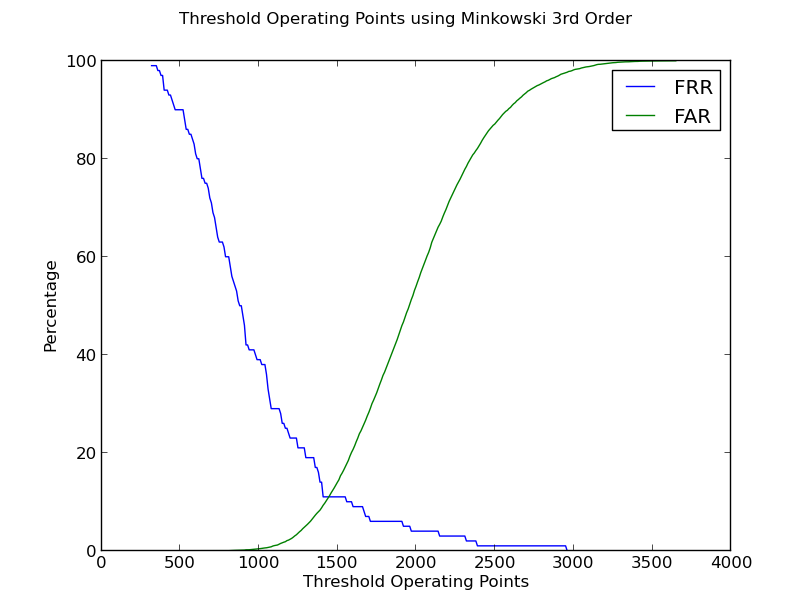 Threshold Operating Points using Minkowski 3rd Order
100
80
60
40
20
0
Percentage
FRR
FAR
0 500 1000 1500 2000 2500 3000 3500 4000
Threshold Operating Points